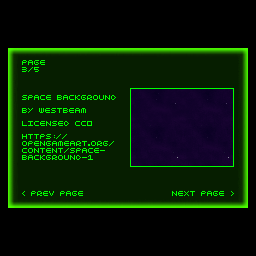 PAGE
3/5
SPACE BACKGROUND
BY WESTBEAM
LICENSED CC0
HTTPS://
OPENGAMEART.ORG/
CONTENT/SPACE-
BACKGROUND-1
< PREV PAGE
NEXT PAGE >